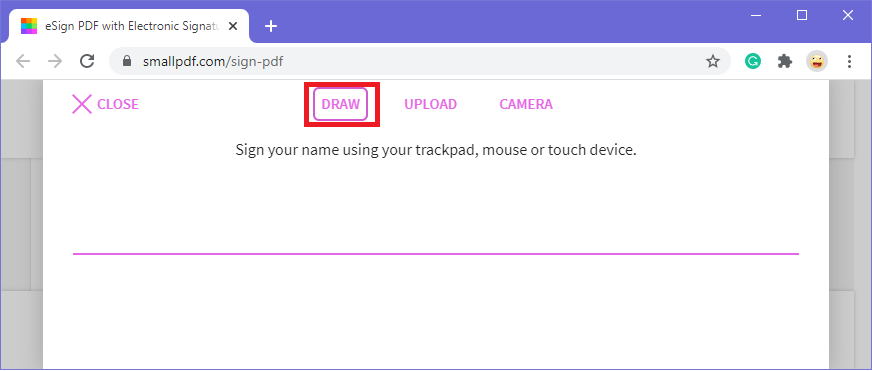 eSign PDF with Electronic Signatu
smallpdf.com/sign-pdf
CLOSE DRAW UPLOAD CAMERA
Sign your name using your trackpad, mouse or touch device.